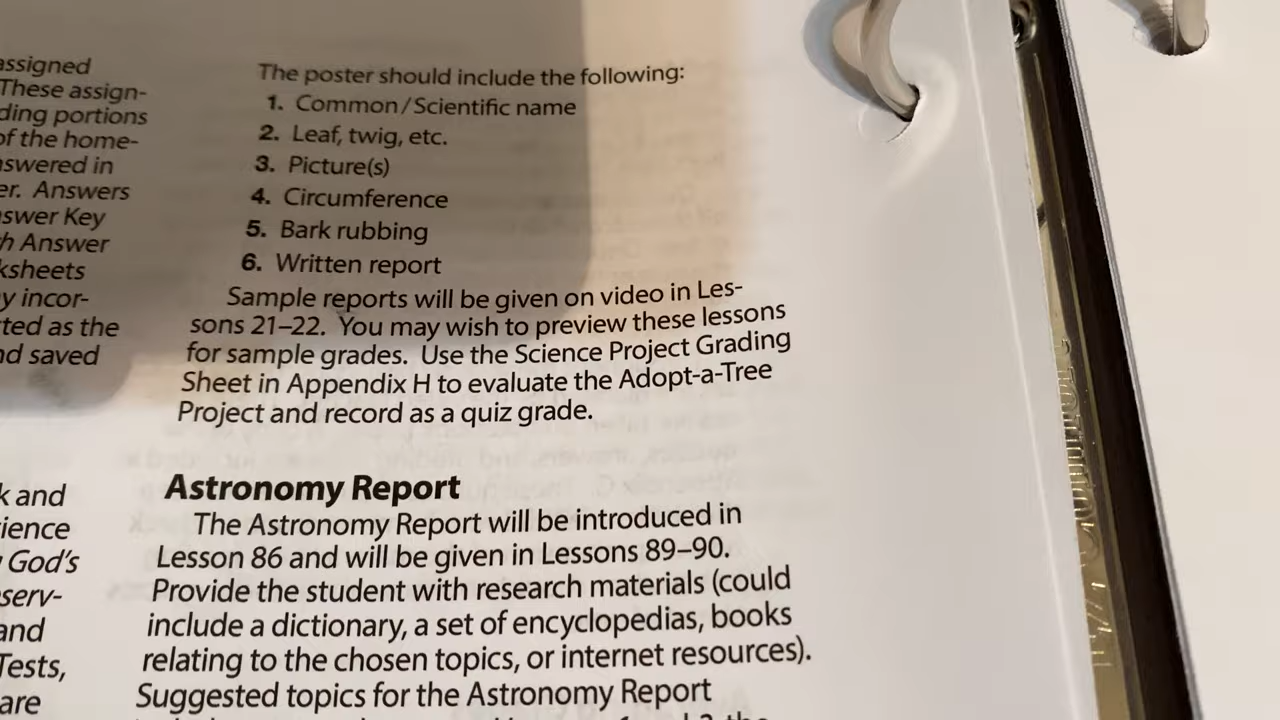 assigned
These assign-
ding portions
of the home-
nswered in
er. Answers
nswer Key
h Answer
ksheets
y incor-
ted as the
nd saved
k and
ience
God's
serv-
and
Tests,
are
The poster should include the following:
1. Common/Scientific name
2. Leaf, twig, etc.
3. Picture(s)
4. Circumference
5. Bark rubbing
6. Written report
Sample reports will be given on video in Les-
sons 21–22. You may wish to preview these lessons
for sample grades. Use the Science Project Grading
Sheet in Appendix H to evaluate the Adopt-a-Tree
Project and record as a quiz grade.
Astronomy Report
The Astronomy Report will be introduced in
Lesson 86 and will be given in Lessons 89–90.
Provide the student with research materials (could
include a dictionary, a set of encyclopedias, books
relating to the chosen topics, or internet resources).
Suggested topics for the Astronomy Report